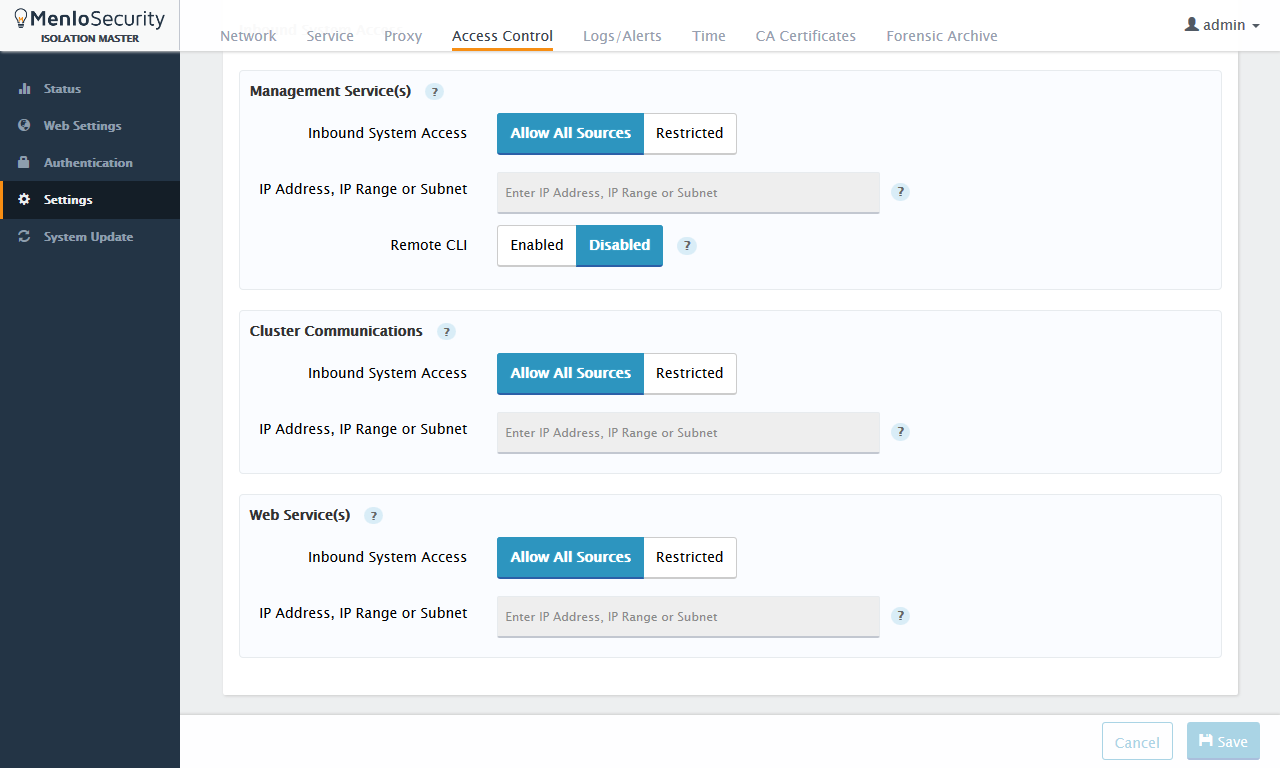 MenloSecurity
ISOLATION MASTER
Network Service Proxy Access Control Logs/Alerts Time CA Certificates Forensic Archive
admin
Status
Web Settings
Authentication
Settings
System Update
Management Service(s) ?
Inbound System Access Allow All Sources Restricted
IP Address, IP Range or Subnet Enter IP Address, IP Range or Subnet ?
Remote CLI Enabled Disabled ?
Cluster Communications ?
Inbound System Access Allow All Sources Restricted
IP Address, IP Range or Subnet Enter IP Address, IP Range or Subnet ?
Web Service(s) ?
Inbound System Access Allow All Sources Restricted
IP Address, IP Range or Subnet Enter IP Address, IP Range or Subnet ?
Cancel Save